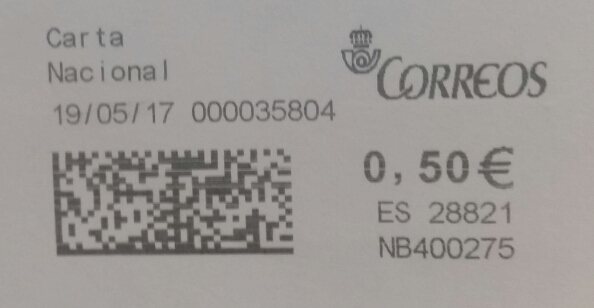 Carta
Nacional
19/05/17 000035804
CORREOS
0,50€
ES 28821
NB400275